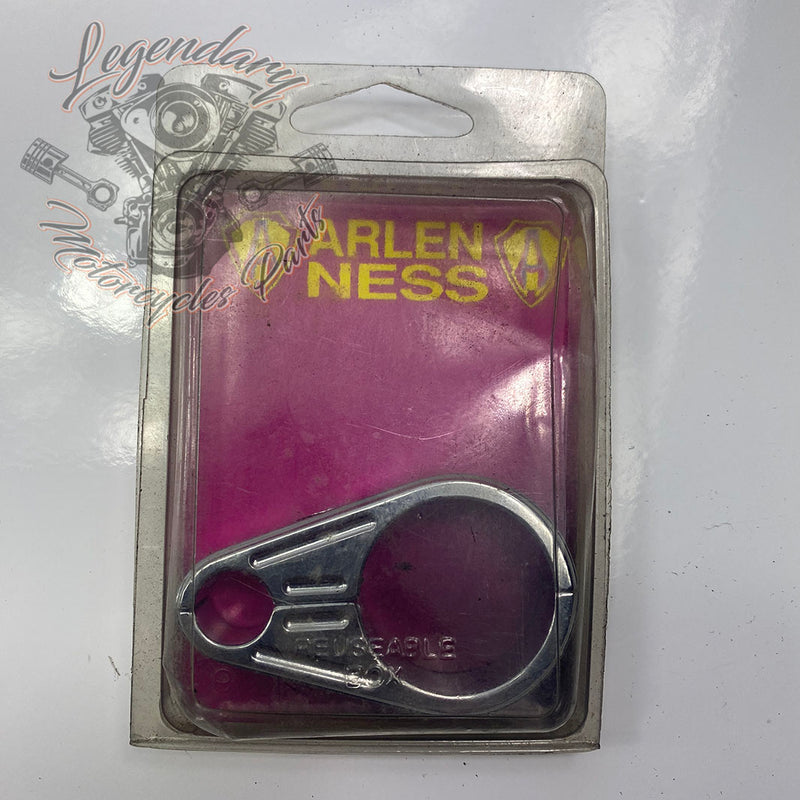 Legendary
Motorcycles Parts
A ARLEN A
NESS
REUSEABLE
BOX